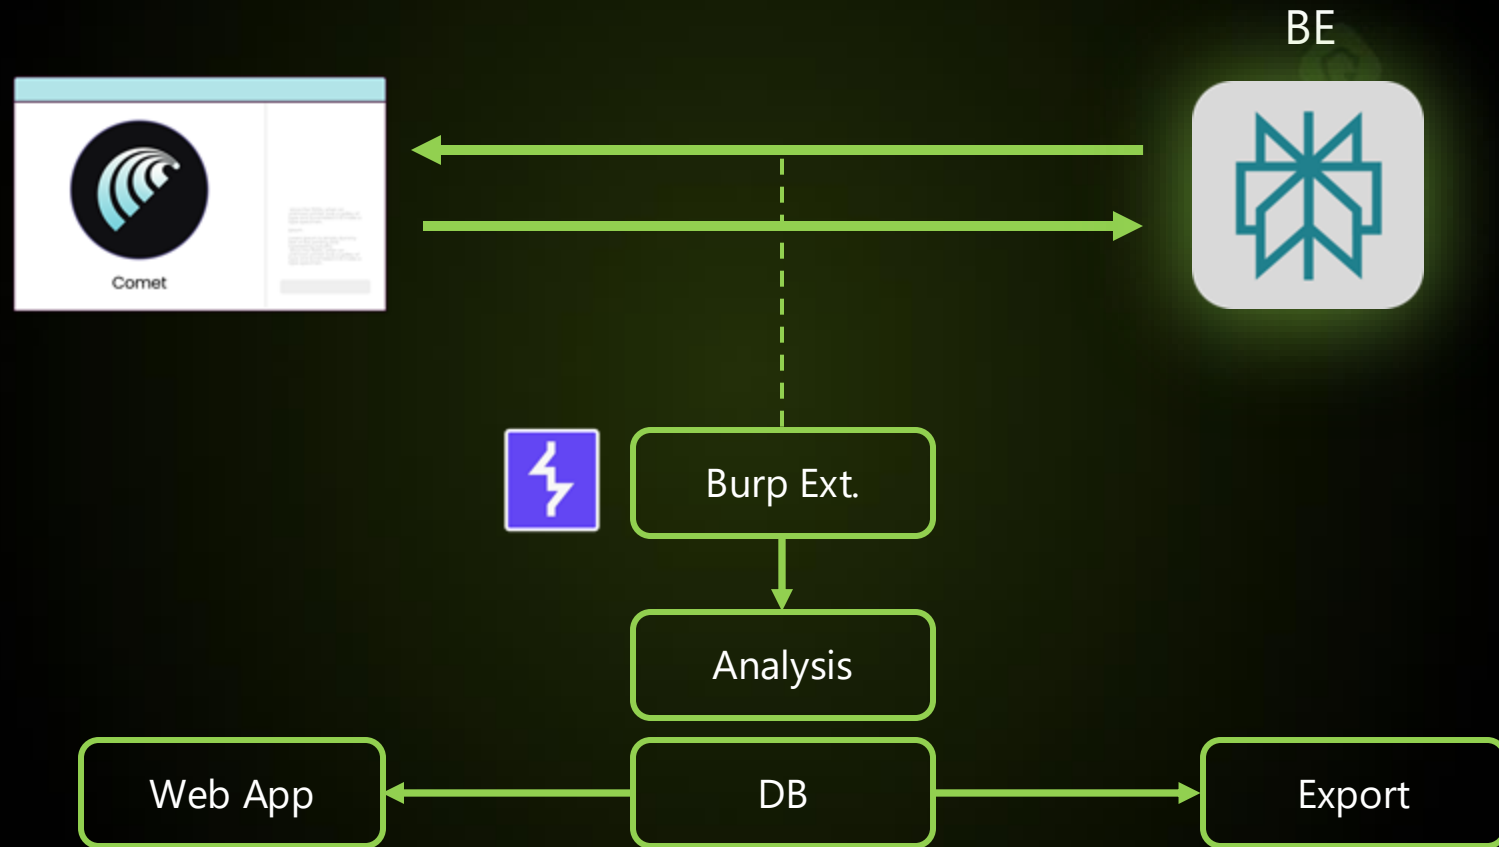 BE
Comet
Burp Ext.
Analysis
Web App
DB
Export